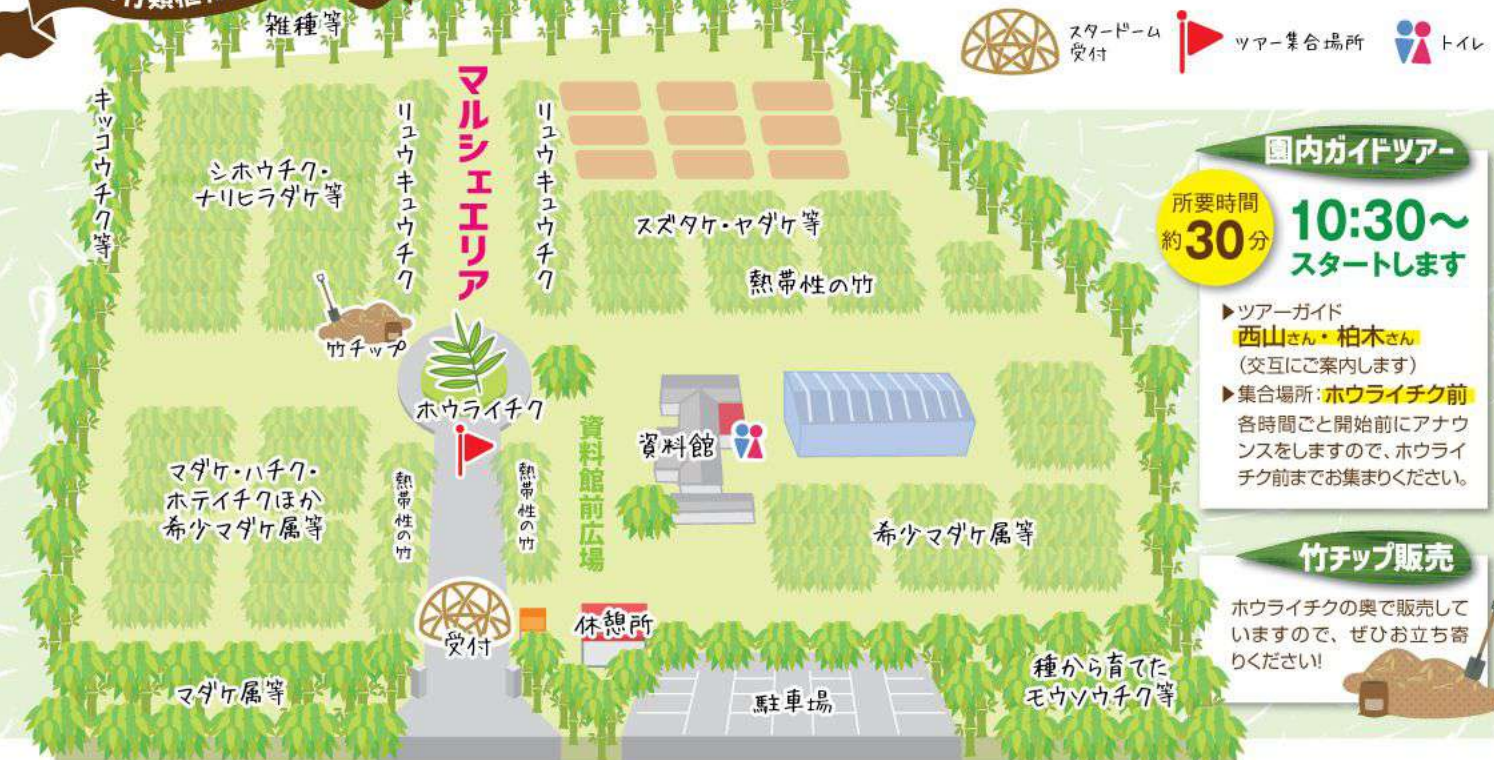 雑種等
スタードーム
受付
ツアー集合場所
トイレ
キッコウチク等
シホウチク・
ナリヒラダケ等
リュウキュウチク
マルシェエリア
リュウキュウチク
スズタケ・ヤダケ等
熱帯性の竹
竹チップ
ホウライチク
マダケ・ハチク・
ホテイチクほか
希少マダケ属等
熱帯性の竹
熱帯性の竹
資料館前広場
資料館
希少マダケ属等
受付
休憩所
マダケ属等
駐車場
種から育てた
モウソウチク等
園内ガイドツアー
所要時間
約30分
10:30~
スタートします
▶ツアーガイド
西山さん・柏木さん
(交互にご案内します)
▶集合場所:ホウライチク前
各時間ごと開始前にアナウ
ンスをしますので、ホウライ
チク前までお集まりください。
竹チップ販売
ホウライチクの奥で販売して
いますので、ぜひお立ち寄
りください!